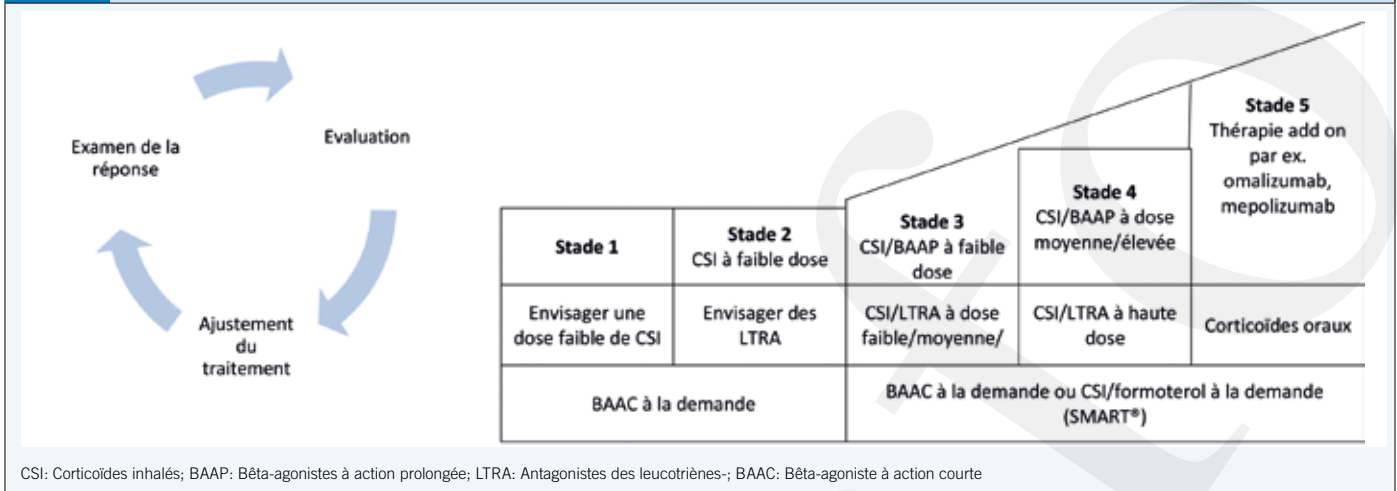 Examen de la
réponse
Evaluation
Ajustement
du
traitement
Stade 1
Stade 2
CSI à faible dose
Stade 3
CSI/BAAP à faible
dose
Stade 4
CSI/BAAP à dose
moyenne/élevée
Stade 5
Thérapie add on
par ex.
omalizumab,
mepolizumab
Envisager une
dose faible de CSI
Envisager des
LTRA
CSI/LTRA à dose
faible/moyenne/
CSI/LTRA à haute
dose
Corticoïdes oraux
BAAC à la demande
BAAC à la demande ou CSI/formoterol à la demande
(SMART®)
CSI: Corticoïdes inhalés; BAAP: Bêta-agonistes à action prolongée; LTRA: Antagonistes des leucotriènes-; BAAC: Bêta-agoniste à action courte